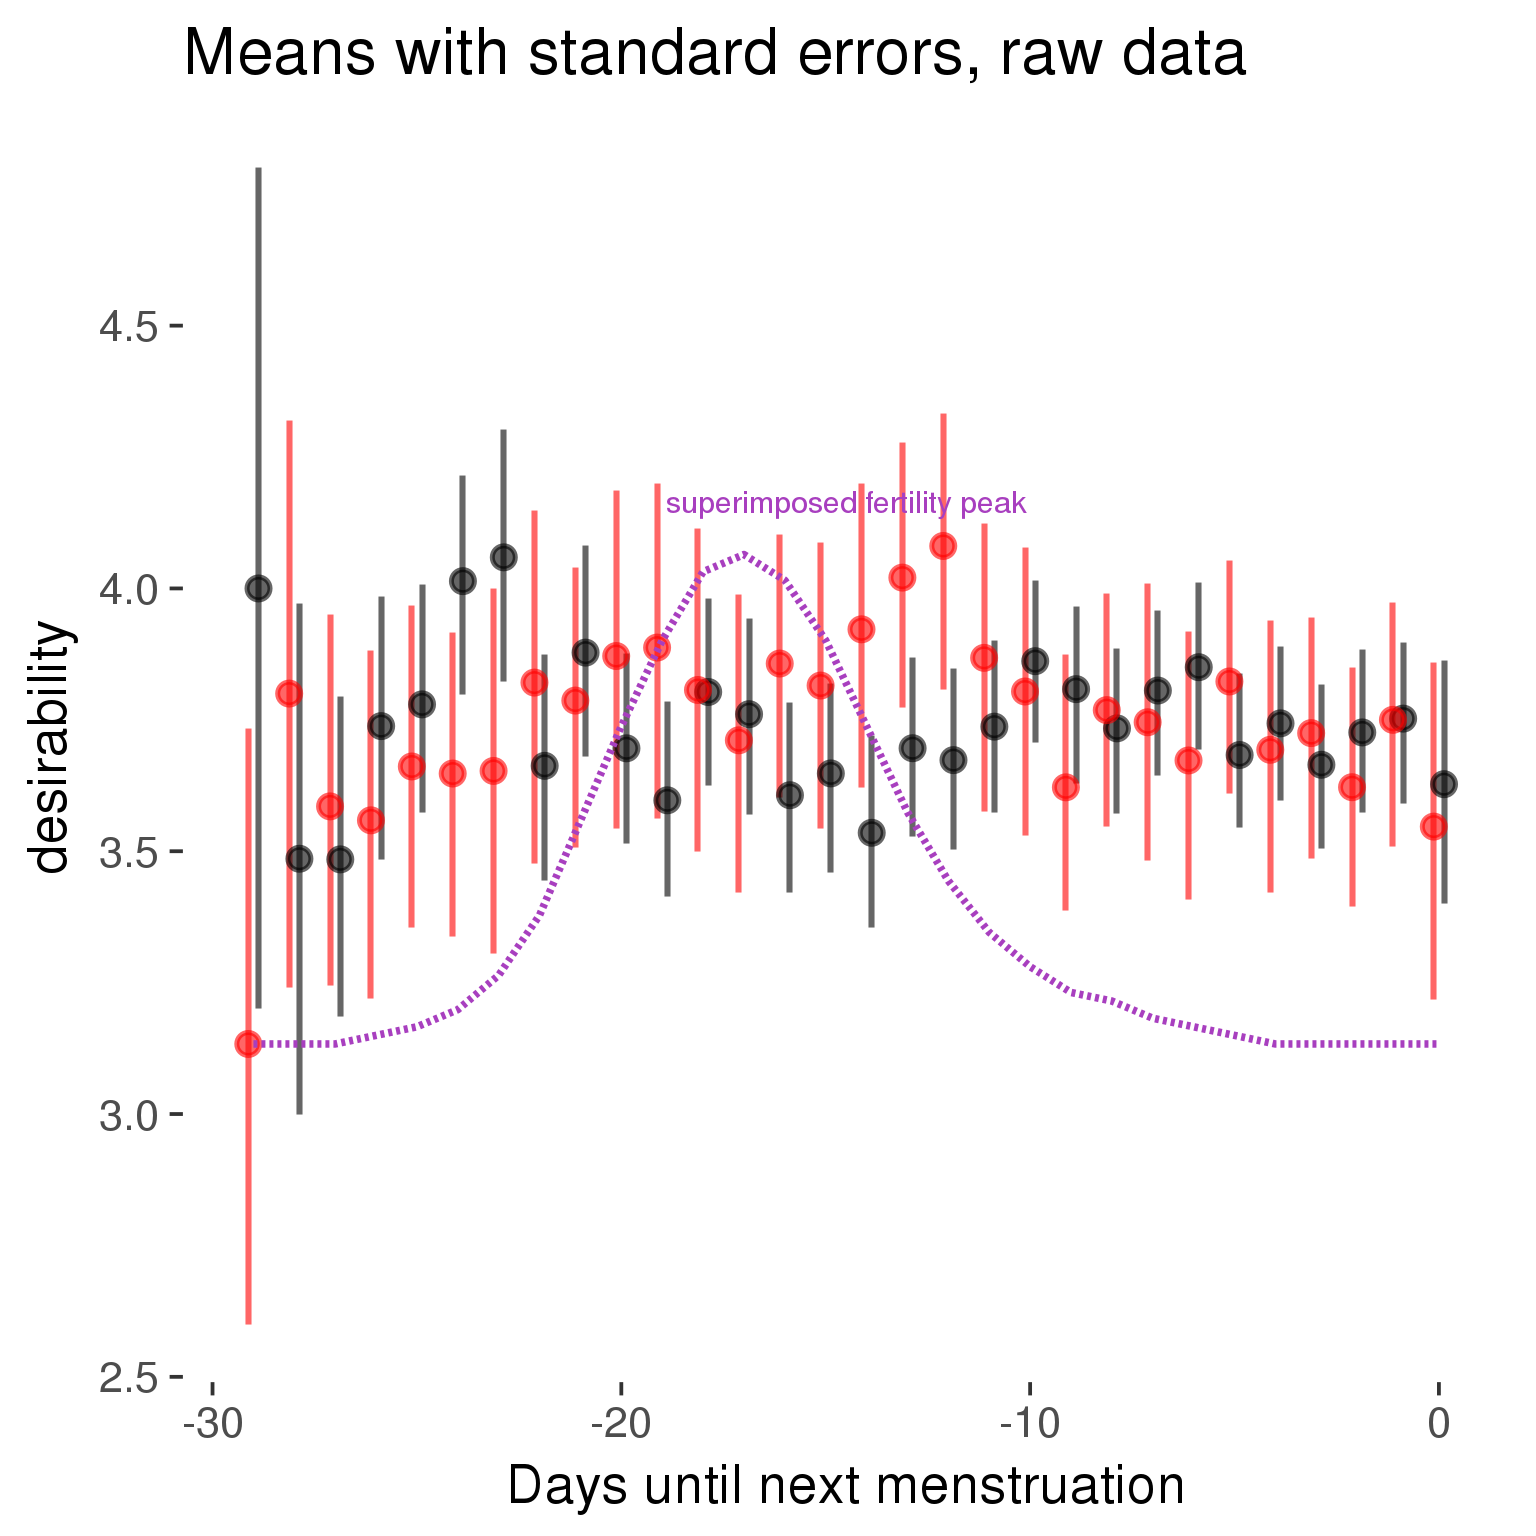 Means with standard errors, raw data
desirability
4.5
4.0
3.5
3.0
2.5
superimposed fertility peak
-30
-20
-10
0
Days until next menstruation